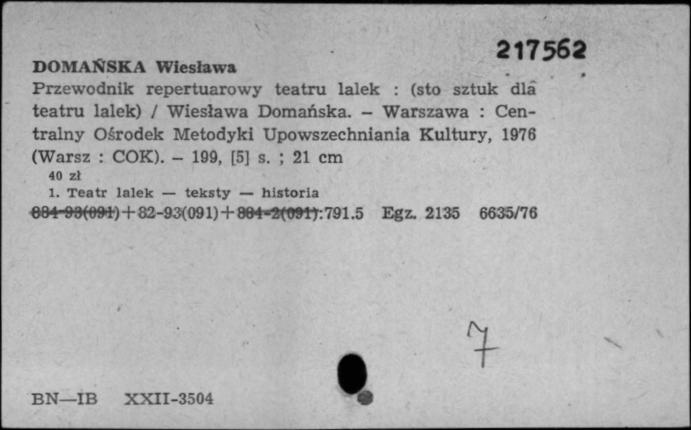 217562
DOMAŃSKA Wiesława
Przewodnik repertuarowy teatru lalek : (sto sztuk dla
teatru lalek) / Wiesława Domańska. – Warszawa : Cen-
tralny Ośrodek Metodyki Upowszechniania Kultury, 1976
(Warsz : COK). – 199, [5] s. ; 21 cm
40 zł
1. Teatr lalek — teksty — historia
884-93(091)+82-93(091)+884-2(091):791.5 Egz. 2135 6635/76
7
BN—IB XXII-3504